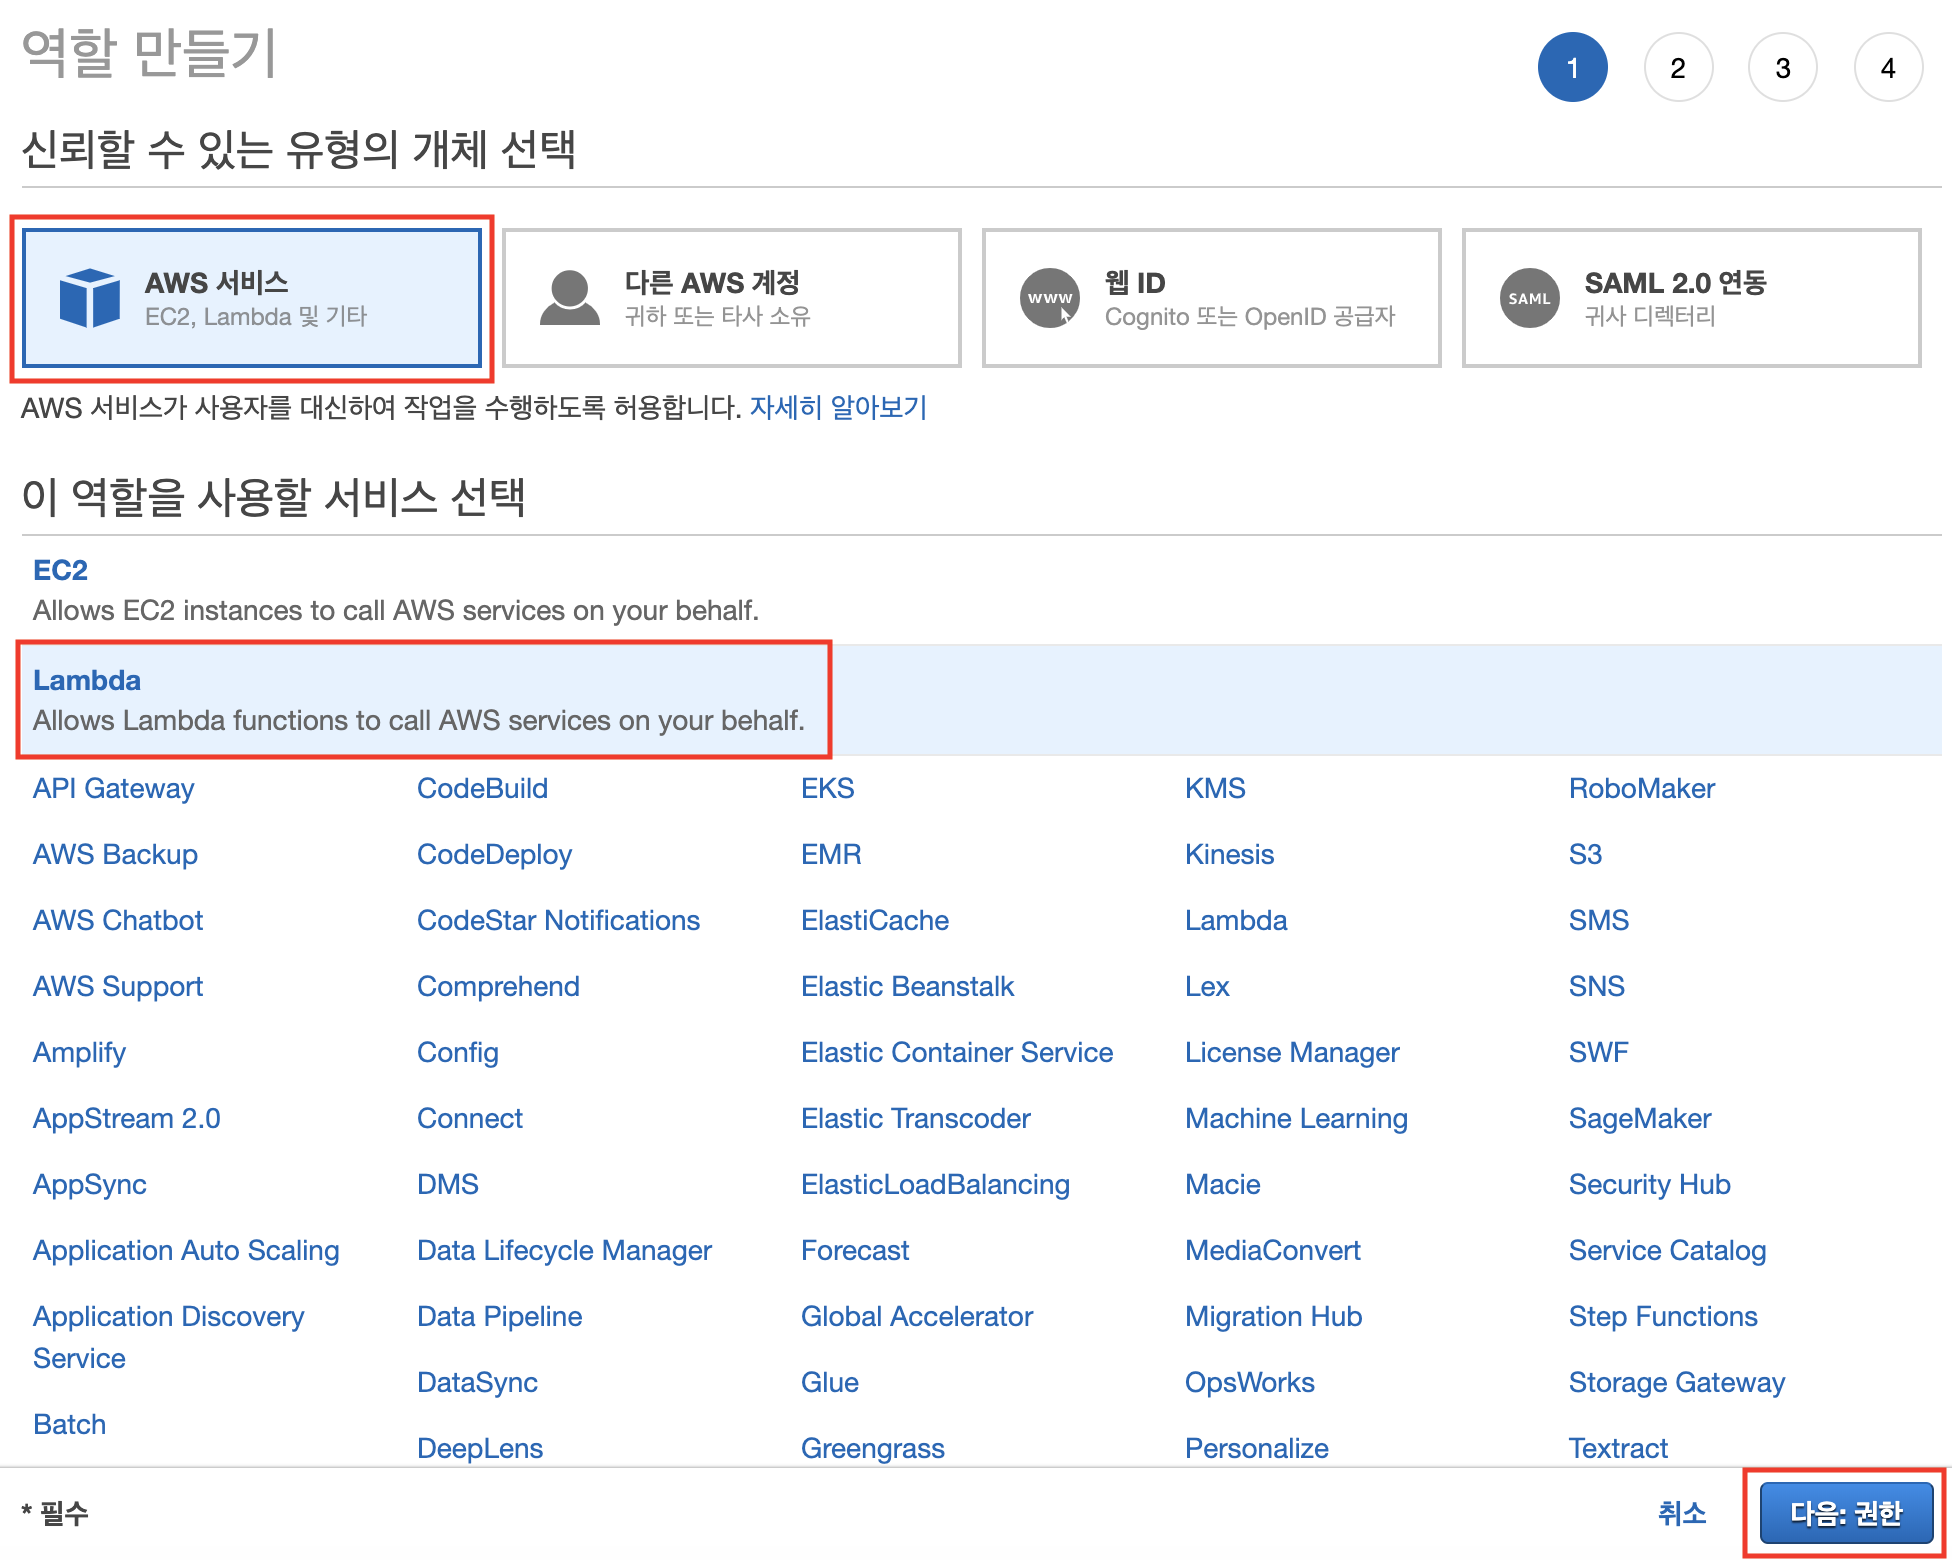 역할 만들기
1 2 3 4
신뢰할 수 있는 유형의 개체 선택
AWS 서비스
EC2, Lambda 및 기타
다른 AWS 계정
귀하 또는 타사 소유
WWW
웹 ID
Cognito 또는 OpenID 공급자
SAML
SAML 2.0 연동
귀사 디렉터리
AWS 서비스가 사용자를 대신하여 작업을 수행하도록 허용합니다. 자세히 알아보기
이 역할을 사용할 서비스 선택
EC2
Allows EC2 instances to call AWS services on your behalf.
Lambda
Allows Lambda functions to call AWS services on your behalf.
API Gateway
AWS Backup
AWS Chatbot
AWS Support
Amplify
AppStream 2.0
AppSync
Application Auto Scaling
Application Discovery
Service
Batch
CodeBuild
CodeDeploy
CodeStar Notifications
Comprehend
Config
Connect
DMS
Data Lifecycle Manager
Data Pipeline
DataSync
DeepLens
EKS
EMR
ElastiCache
Elastic Beanstalk
Elastic Container Service
Elastic Transcoder
ElasticLoadBalancing
Forecast
Global Accelerator
Glue
Greengrass
KMS
Kinesis
Lambda
Lex
License Manager
Machine Learning
Macie
MediaConvert
Migration Hub
OpsWorks
Personalize
RoboMaker
S3
SMS
SNS
SWF
SageMaker
Security Hub
Service Catalog
Step Functions
Storage Gateway
Textract
* 필수
취소
다음: 권한